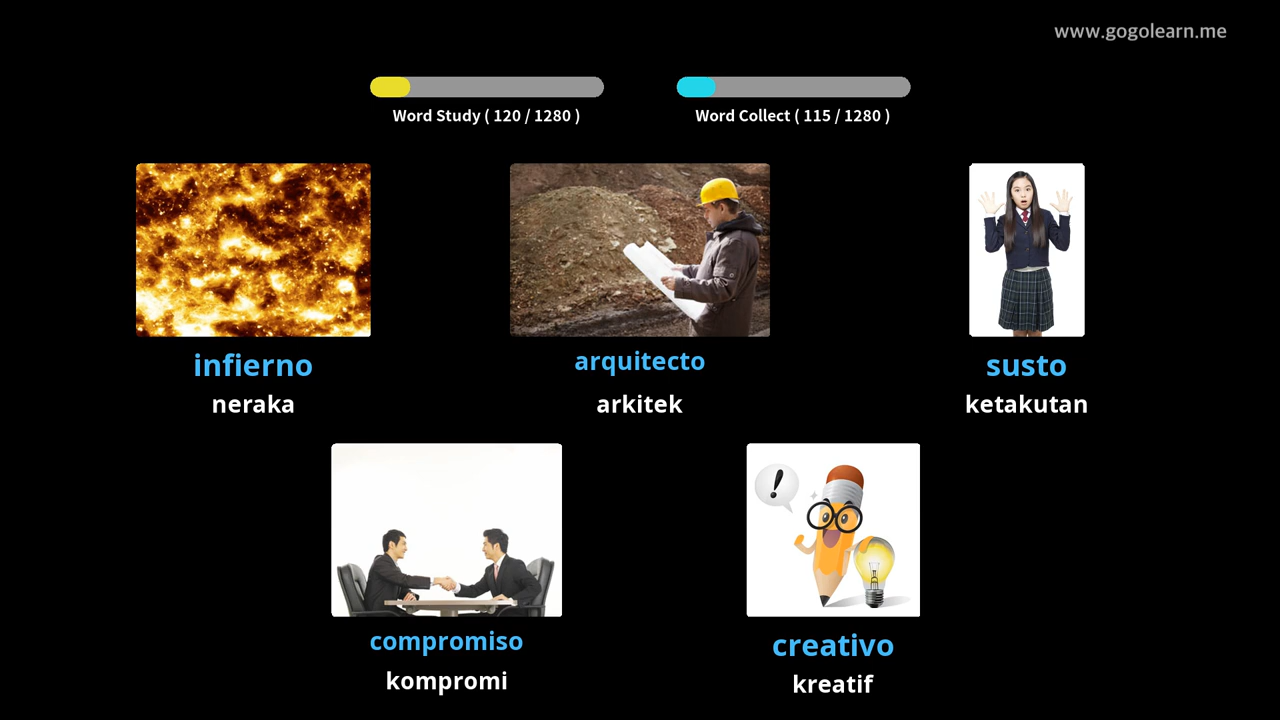 www.gogolearn.me
Word Study ( 120 / 1280 )
Word Collect ( 115 / 1280 )
infierno
neraka
arquitecto
arkitek
susto
ketakutan
compromiso
kompromi
creativo
kreatif